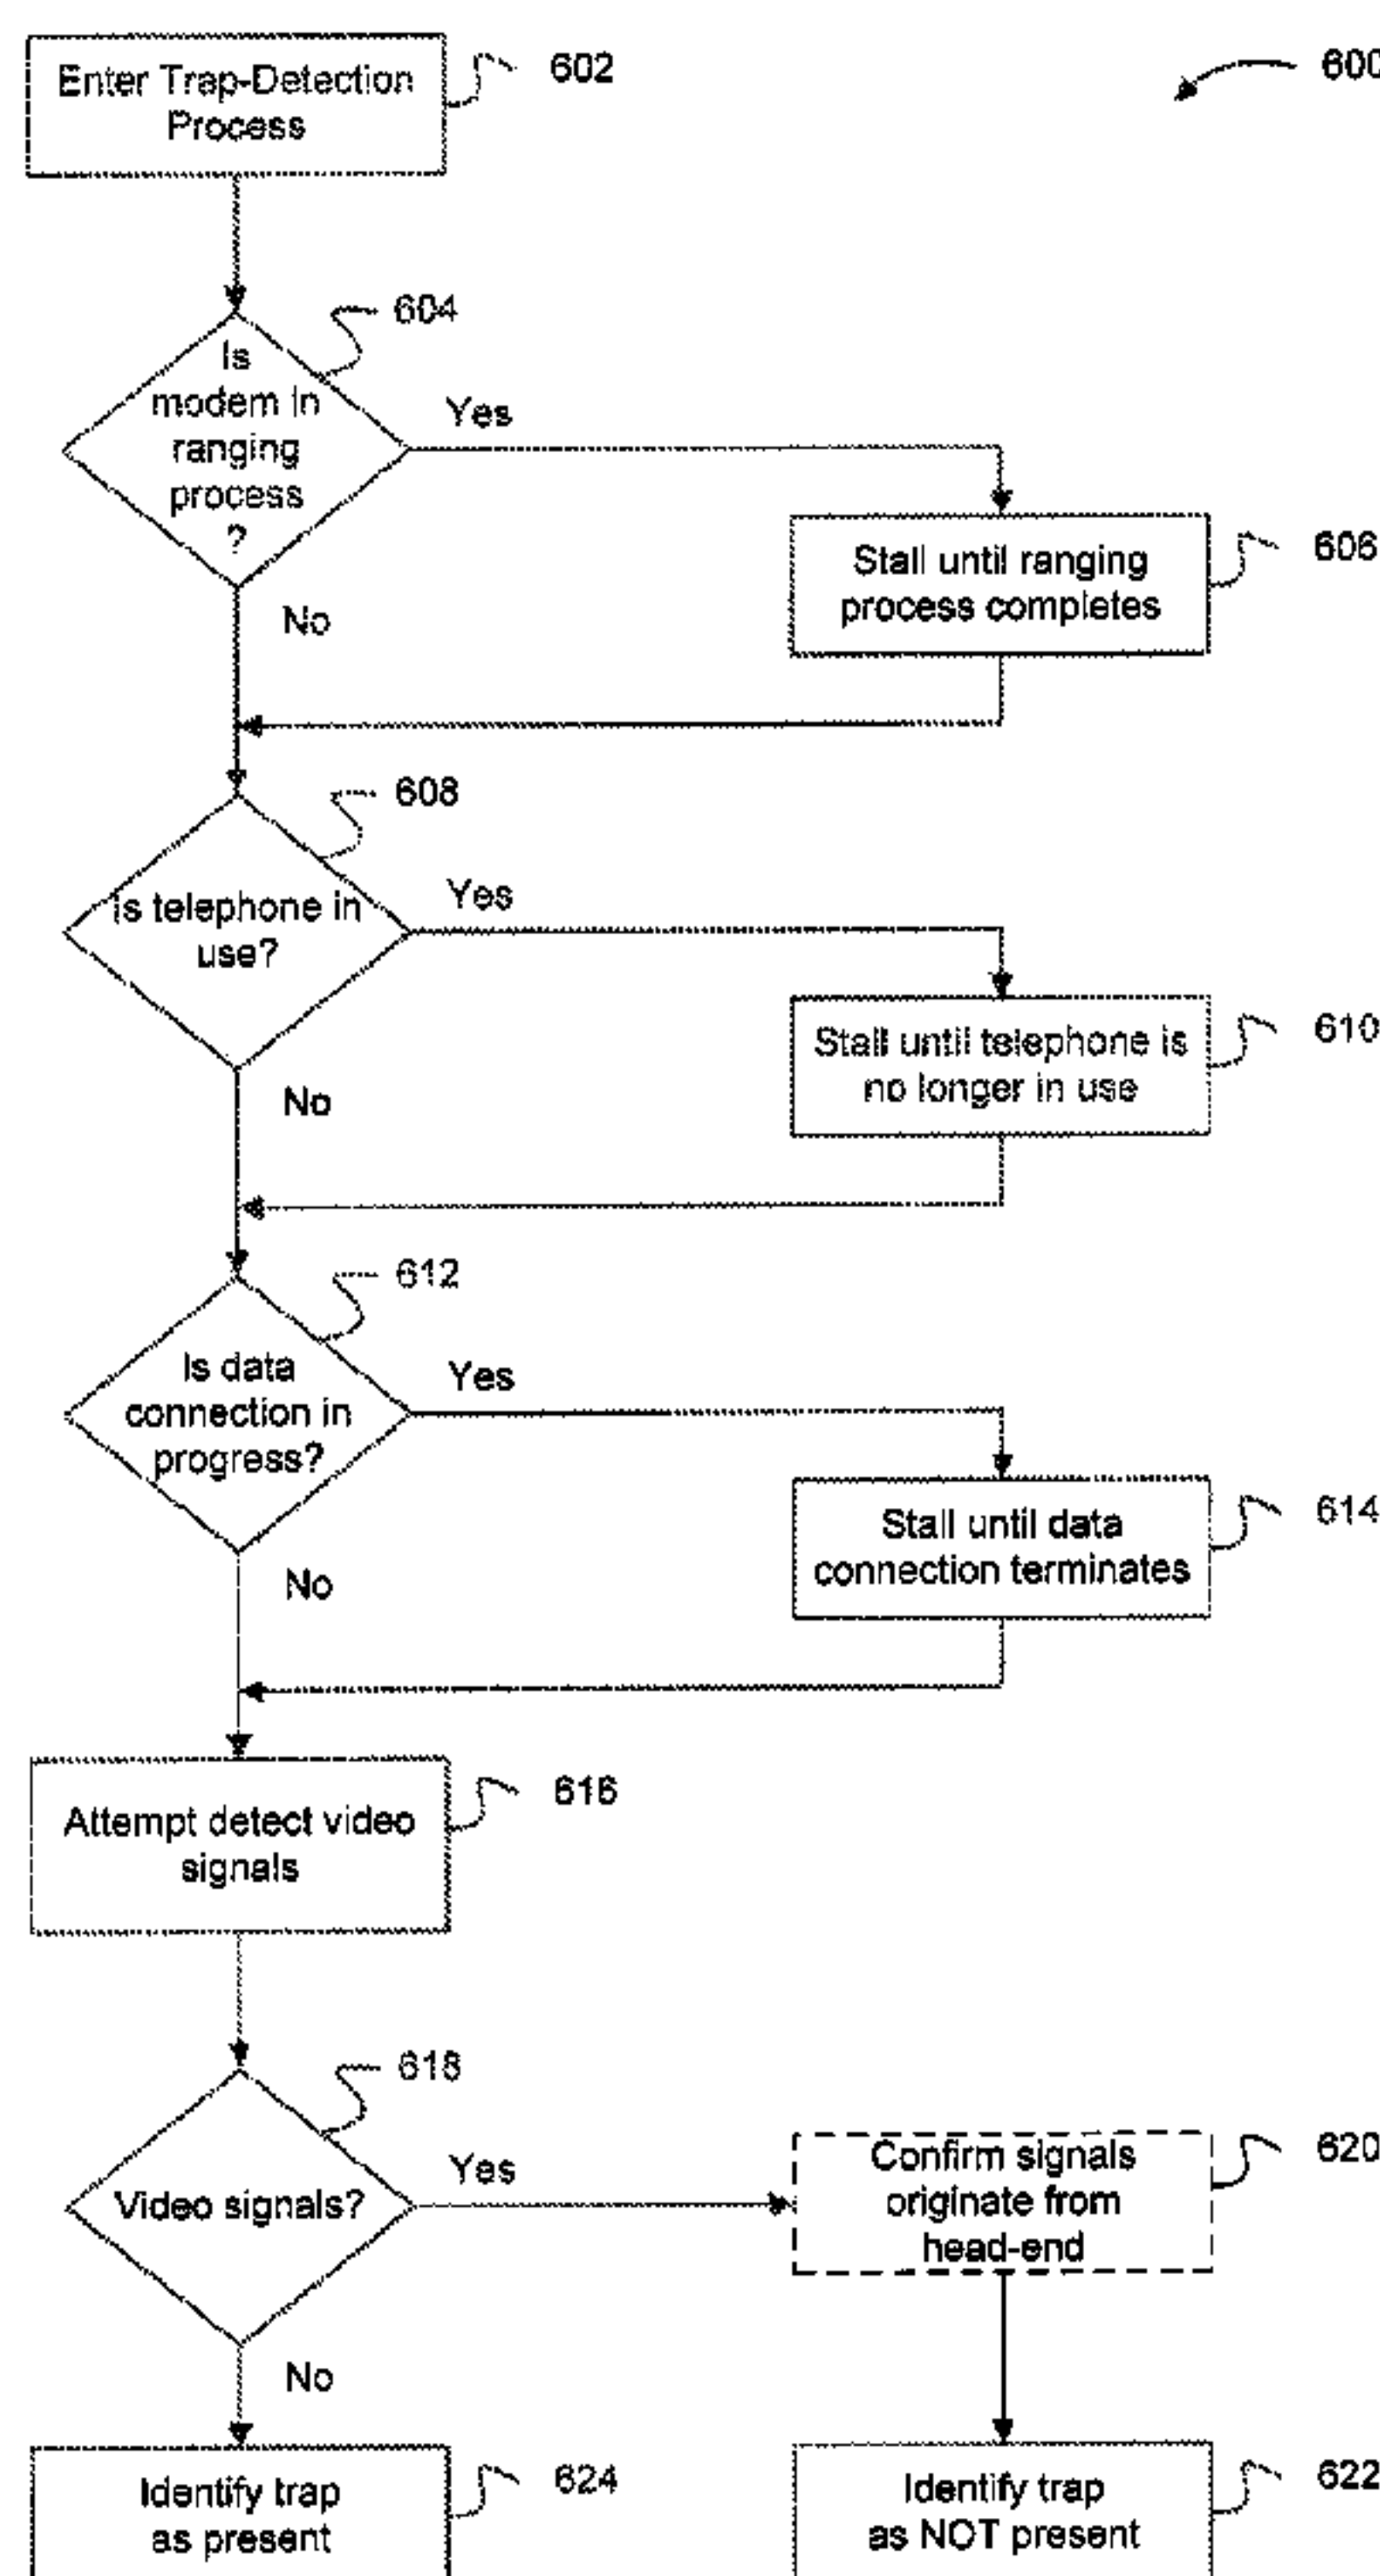 Enter Trap-Detection
Process
602
600
604
Is
modem in
ranging
process
?
Yes
No
Stall until ranging
process completes
606
608
Is telephone in
use?
Yes
No
Stall until telephone is
no longer in use
610
612
Is data
connection in
progress?
Yes
No
Stall until data
connection terminates
614
Attempt detect video
signals
616
618
Video signals?
Yes
No
Confirm signals
originate from
head-end
620
Identify trap
as present
624
Identify trap
as NOT present
622